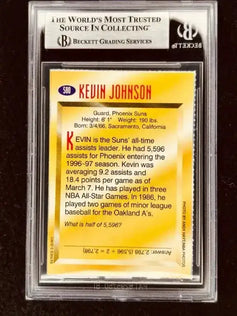 THE WORLD'S MOST TRUSTED
SOURCE IN COLLECTING™
BECKETT GRADING SERVICES
580 KEVIN JOHNSON
Guard, Phoenix Suns
Height: 6' 1" Weight: 190 lbs.
Born: 3/4/66, Sacramento, California
KEVIN is the Suns' all-time
assists leader. He had 5,596
assists for Phoenix entering the
1996-97 season. Kevin was
averaging 9.2 assists and
18.4 points per game as of
March 7. He has played in three
NBA All-Star Games. In 1986, he
played two games of minor league
baseball for the Oakland A's.
What is half of 5,596?
Answer: 2,798 (5,596 ÷ 2 = 2,798)